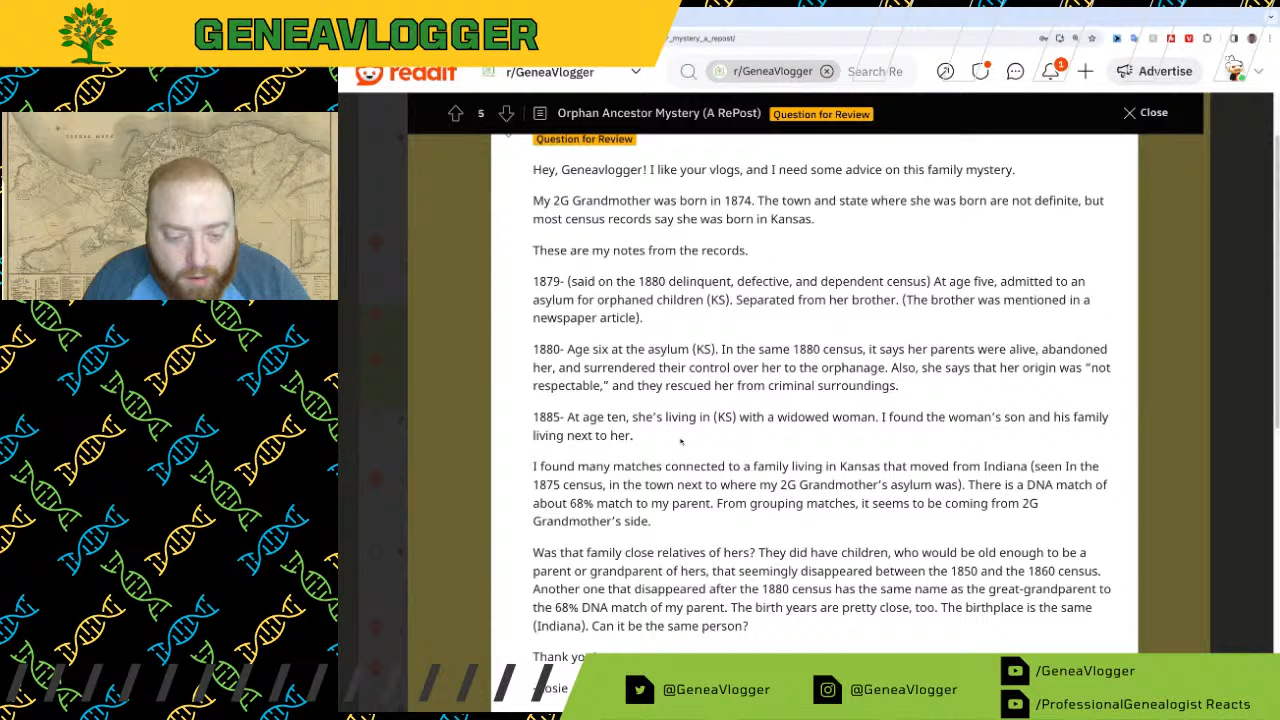 GENEAVLOGGER
_mystery_a_repost/
reddit
r/GeneaVlogger
r/GeneaVlogger
Search Re
1
Advertise
5
Orphan Ancestor Mystery (A RePost)
Question for Review
Close
Question for Review
Hey, Geneavlogger! I like your vlogs, and I need some advice on this family mystery.
My 2G Grandmother was born in 1874. The town and state where she was born are not definite, but
most census records say she was born in Kansas.
These are my notes from the records.
1879- (said on the 1880 delinquent, defective, and dependent census) At age five, admitted to an
asylum for orphaned children (KS). Separated from her brother. (The brother was mentioned in a
newspaper article).
1880- Age six at the asylum (KS). In the same 1880 census, it says her parents were alive, abandoned
her, and surrendered their control over her to the orphanage. Also, she says that her origin was “not
respectable,” and they rescued her from criminal surroundings.
1885- At age ten, she's living in (KS) with a widowed woman. I found the woman's son and his family
living next to her.
I found many matches connected to a family living in Kansas that moved from Indiana (seen In the
1875 census, in the town next to where my 2G Grandmother's asylum was). There is a DNA match of
about 68% match to my parent. From grouping matches, it seems to be coming from 2G
Grandmother's side.
Was that family close relatives of hers? They did have children, who would be old enough to be a
parent or grandparent of hers, that seemingly disappeared between the 1850 and the 1860 census.
Another one that disappeared after the 1880 census has the same name as the great-grandparent to
the 68% DNA match of my parent. The birth years are pretty close, too. The birthplace is the same
(Indiana). Can it be the same person?
Thank yo
osie
@GeneaVlogger
@GeneaVlogger
/GeneaVlogger
/ProfessionalGenealogist Reacts